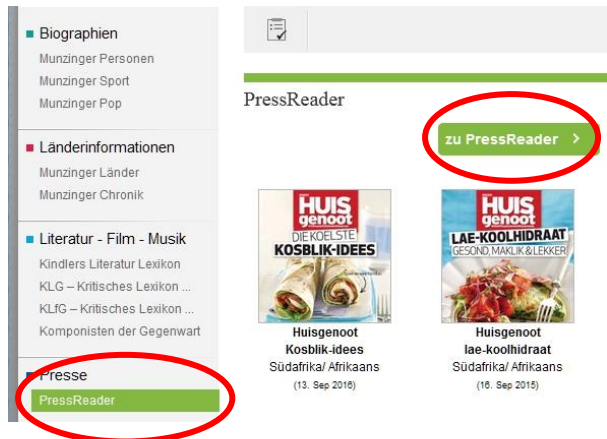 Biographien
Munzinger Personen
Munzinger Sport
Munzinger Pop
Länderinformationen
Munzinger Länder
Munzinger Chronik
Literatur - Film - Musik
Kindlers Literatur Lexikon
KLG – Kritisches Lexikon ...
KLfG – Kritisches Lexikon ...
Komponisten der Gegenwart
Presse
PressReader
PressReader
zu PressReader >
HUIS
genoot
DIE KOELSTE
KOSBLIK-IDEES
Huisgenoot
Kosblik-idees
Südafrika/ Afrikaans
(13. Sep 2016)
HUIS
genoot
LAE-KOOLHIDRAAT
GESOND, MAKLIK & LEKKER
Huisgenoot
lae-koolhidraat
Südafrika/ Afrikaans
(16. Sep 2015)